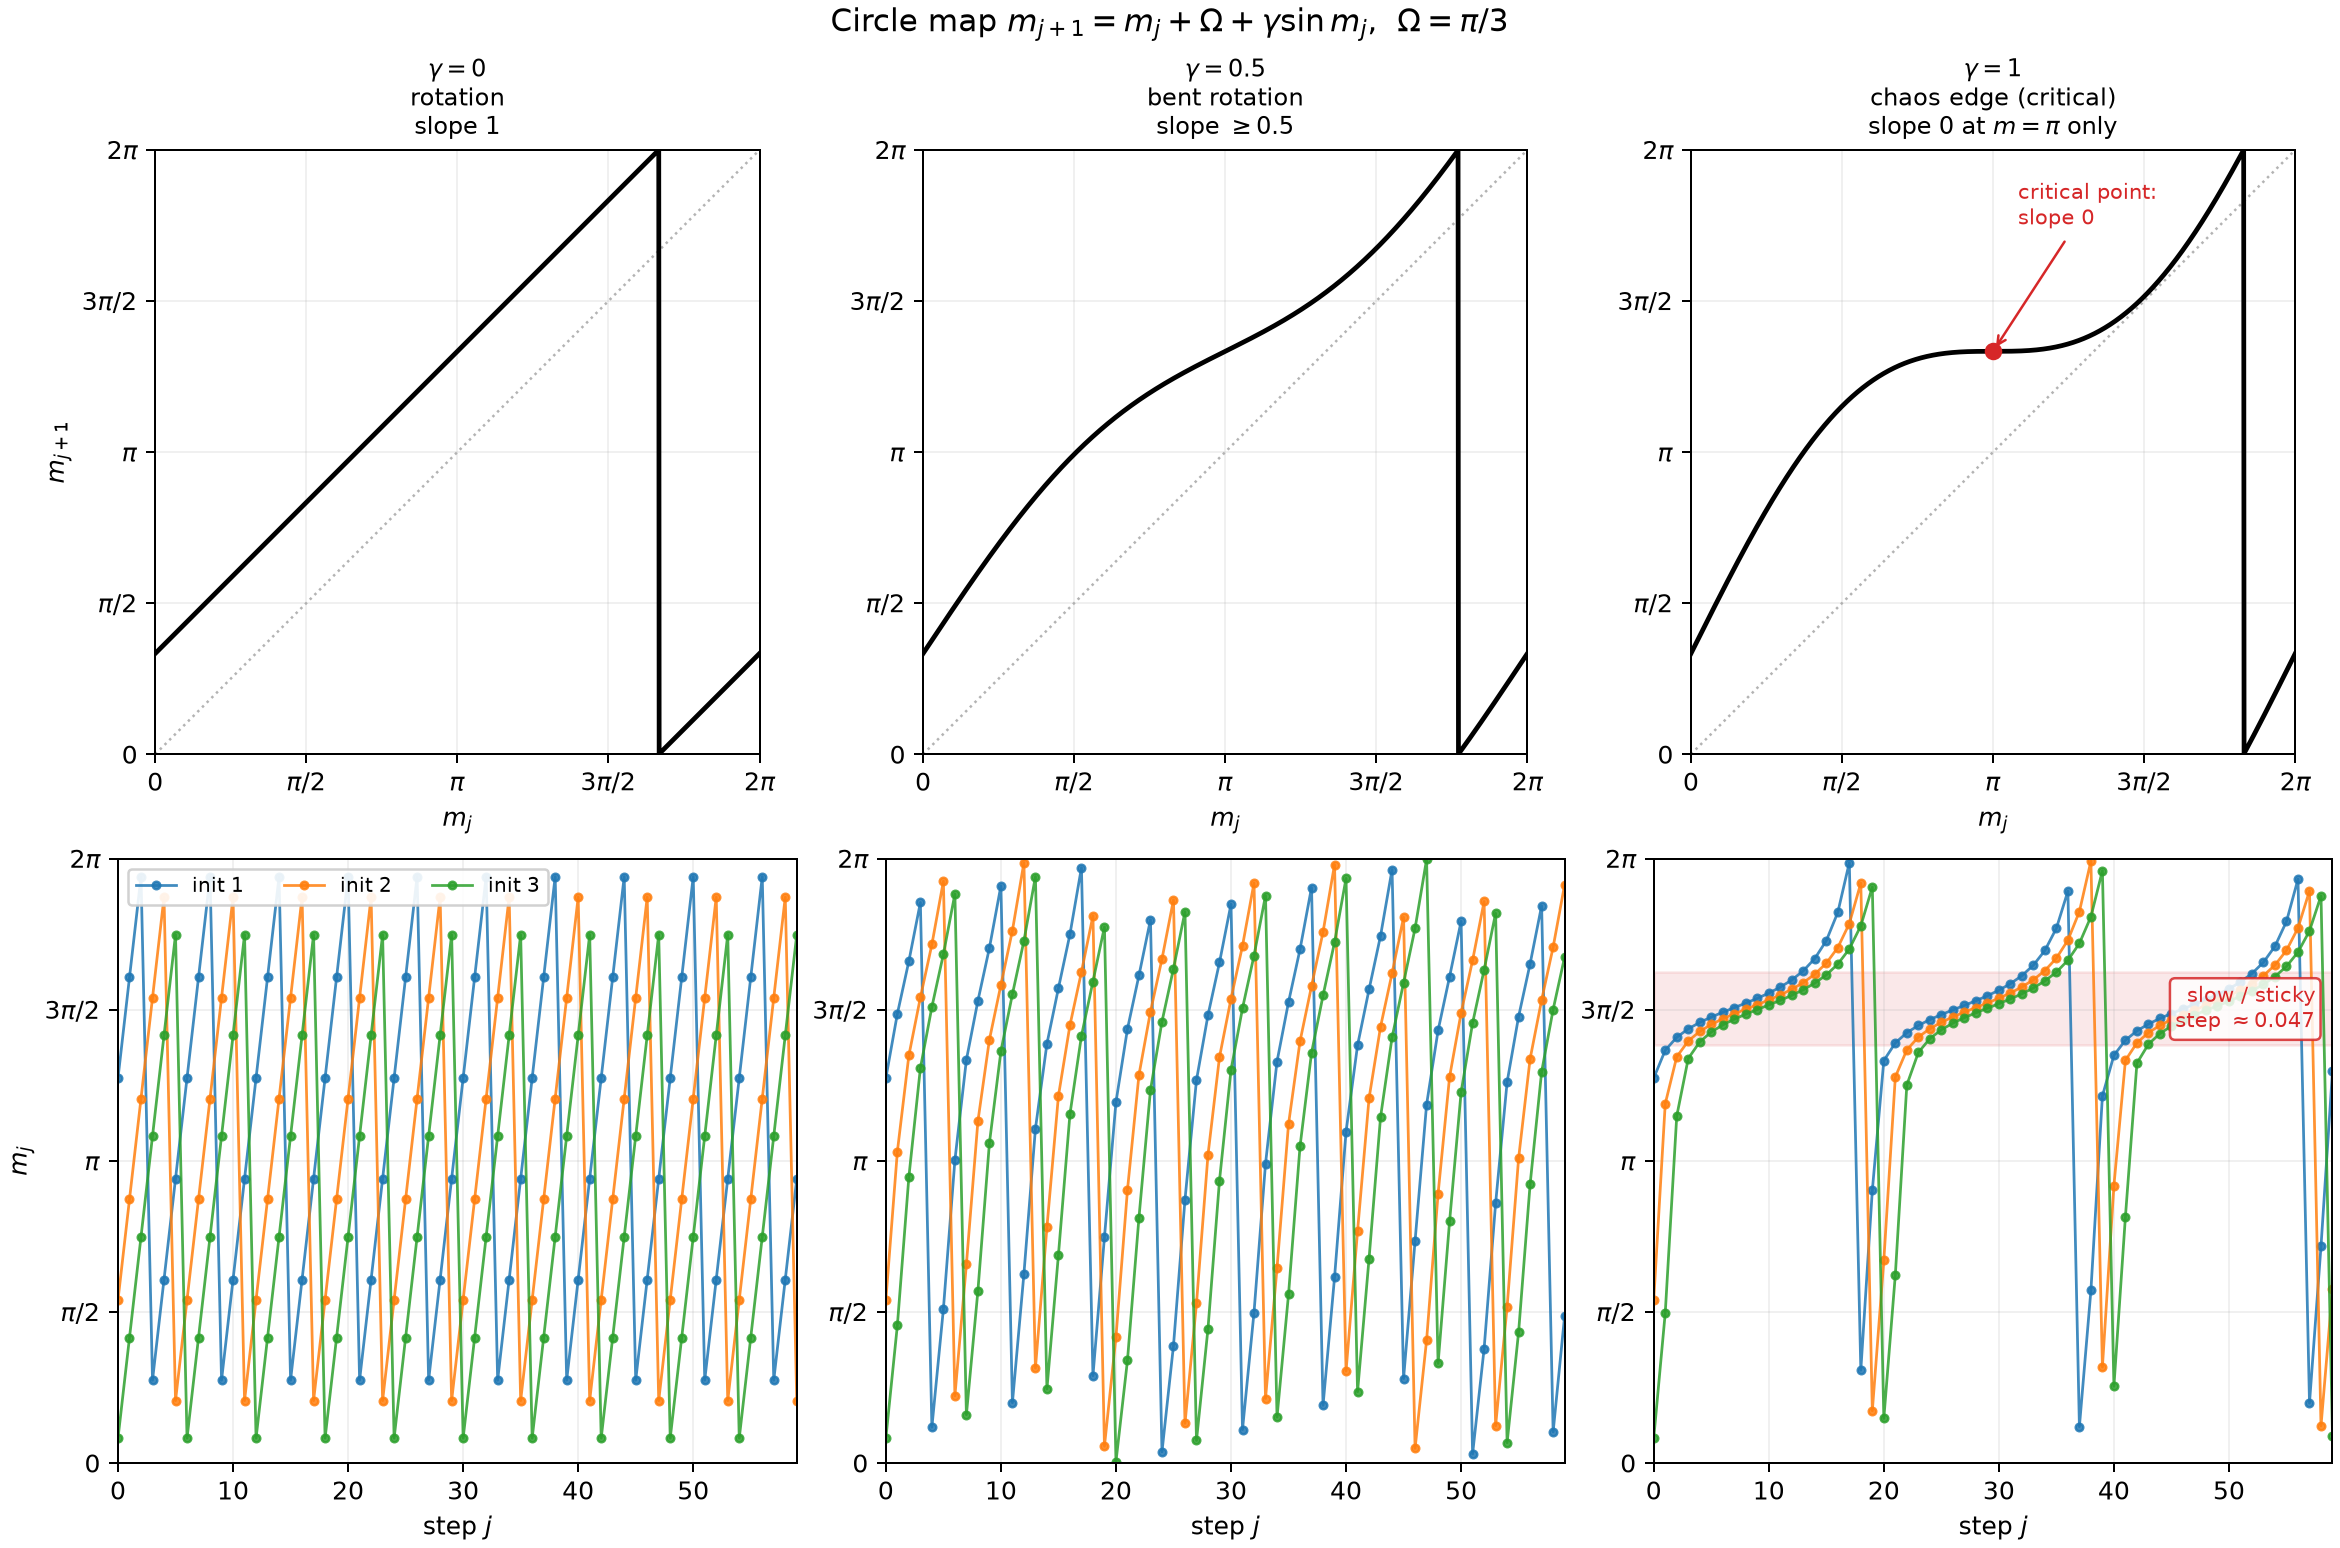 Circle map m_{j+1} = m_j + Ω + γ sin m_j, Ω = π/3
γ = 0
rotation
slope 1
γ = 0.5
bent rotation
slope ≥ 0.5
γ = 1
chaos edge (critical)
slope 0 at m = π only
2π
3π/2
π
π/2
0
m_{j+1}
0 π/2 π 3π/2 2π
m_j
2π
3π/2
π
π/2
0
0 π/2 π 3π/2 2π
m_j
critical point:
slope 0
2π
3π/2
π
π/2
0
0 π/2 π 3π/2 2π
m_j
init 1 init 2 init 3
2π
3π/2
π
π/2
0
m_j
0 10 20 30 40 50
step j
2π
3π/2
π
π/2
0
0 10 20 30 40 50
step j
slow / sticky
step ≈ 0.047
2π
3π/2
π
π/2
0
0 10 20 30 40 50
step j